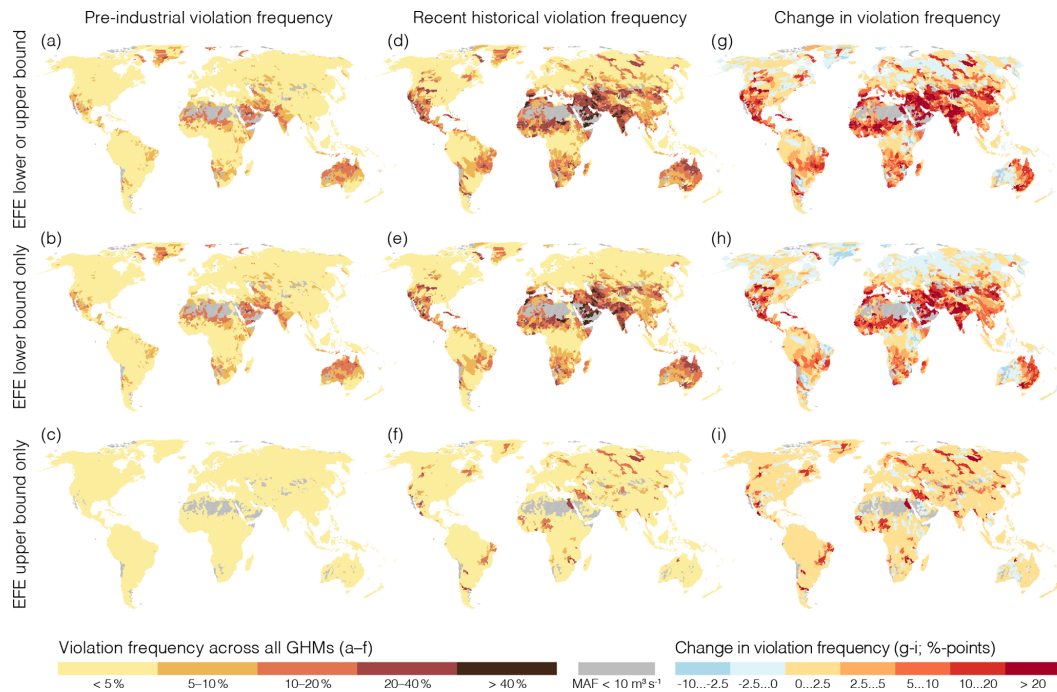 Pre-industrial violation frequency
Recent historical violation frequency
Change in violation frequency
(a)
(d)
(g)
EFE lower or upper bound
(b)
(e)
(h)
EFE lower bound only
(c)
(f)
(i)
EFE upper bound only
Violation frequency across all GHMs (a–f)
< 5 %
5–10 %
10–20 %
20–40 %
> 40 %
MAF < 10 m³ s⁻¹
Change in violation frequency (g-i; %-points)
-10...-2.5
-2.5...0
0...2.5
2.5...5
5...10
10...20
> 20